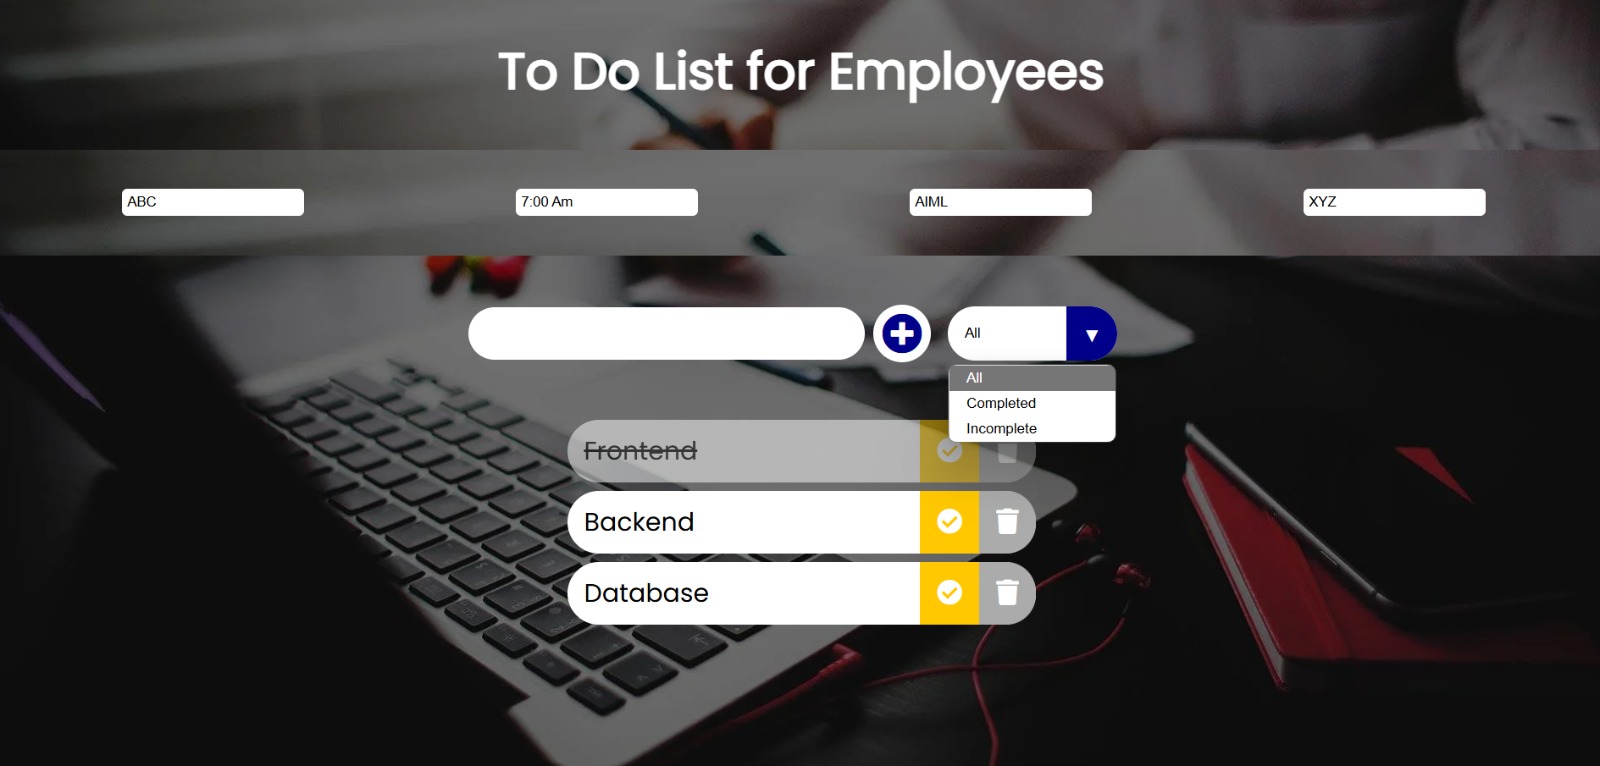 To Do List for Employees
ABC
7:00 Am
AIML
XYZ
All
All
Completed
Incomplete
Frontend
Backend
Database